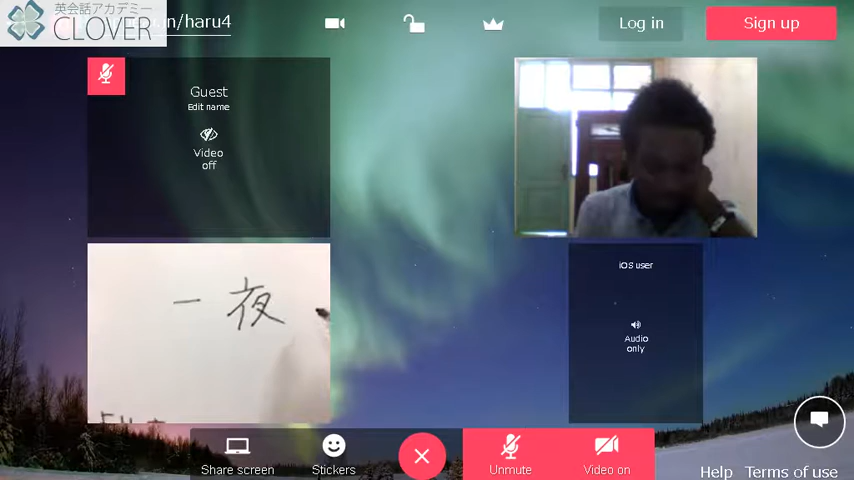 英会話アカデミー
CLOVER
n/haru4
Log in
Sign up
Guest
Edit name
Video
off
iOS user
Audio
only
一夜
Share screen
Stickers
Unmute
Video on
Help
Terms of use